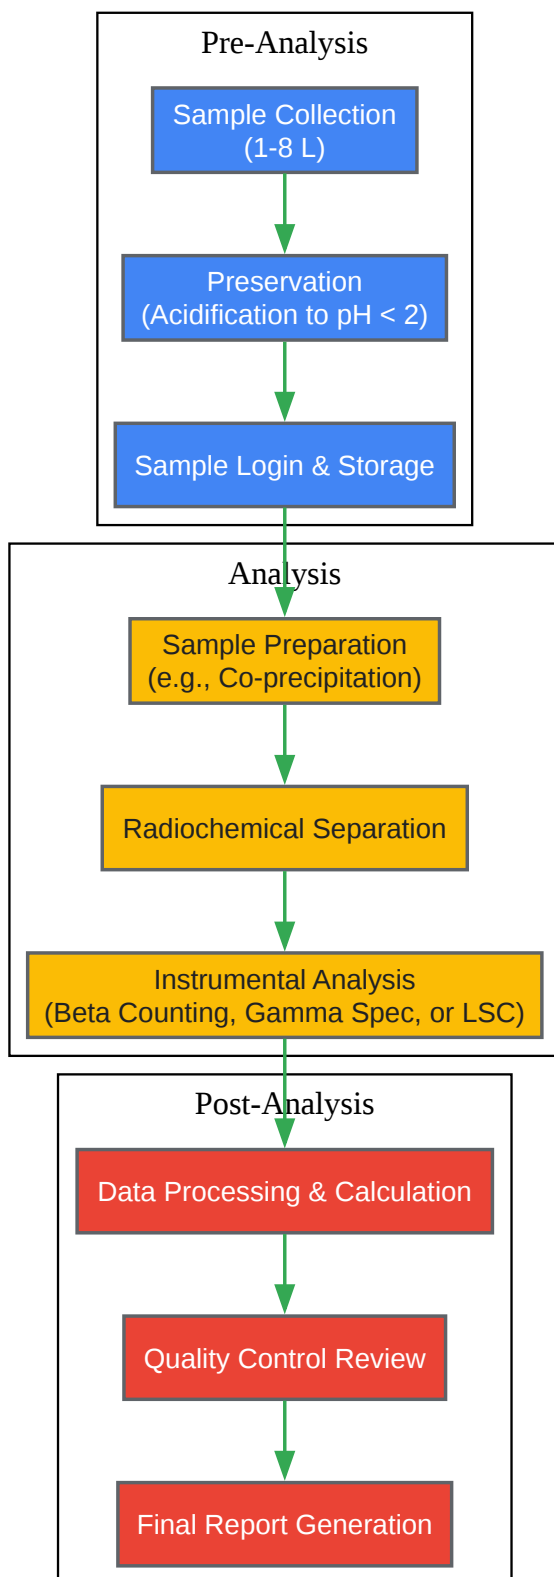 Pre-Analysis
Sample Collection
(1-8 L)
Preservation
(Acidification to pH < 2)
Sample Login & Storage
Analysis
Sample Preparation
(e.g., Co-precipitation)
Radiochemical Separation
Instrumental Analysis
(Beta Counting, Gamma Spec, or LSC)
Post-Analysis
Data Processing & Calculation
Quality Control Review
Final Report Generation